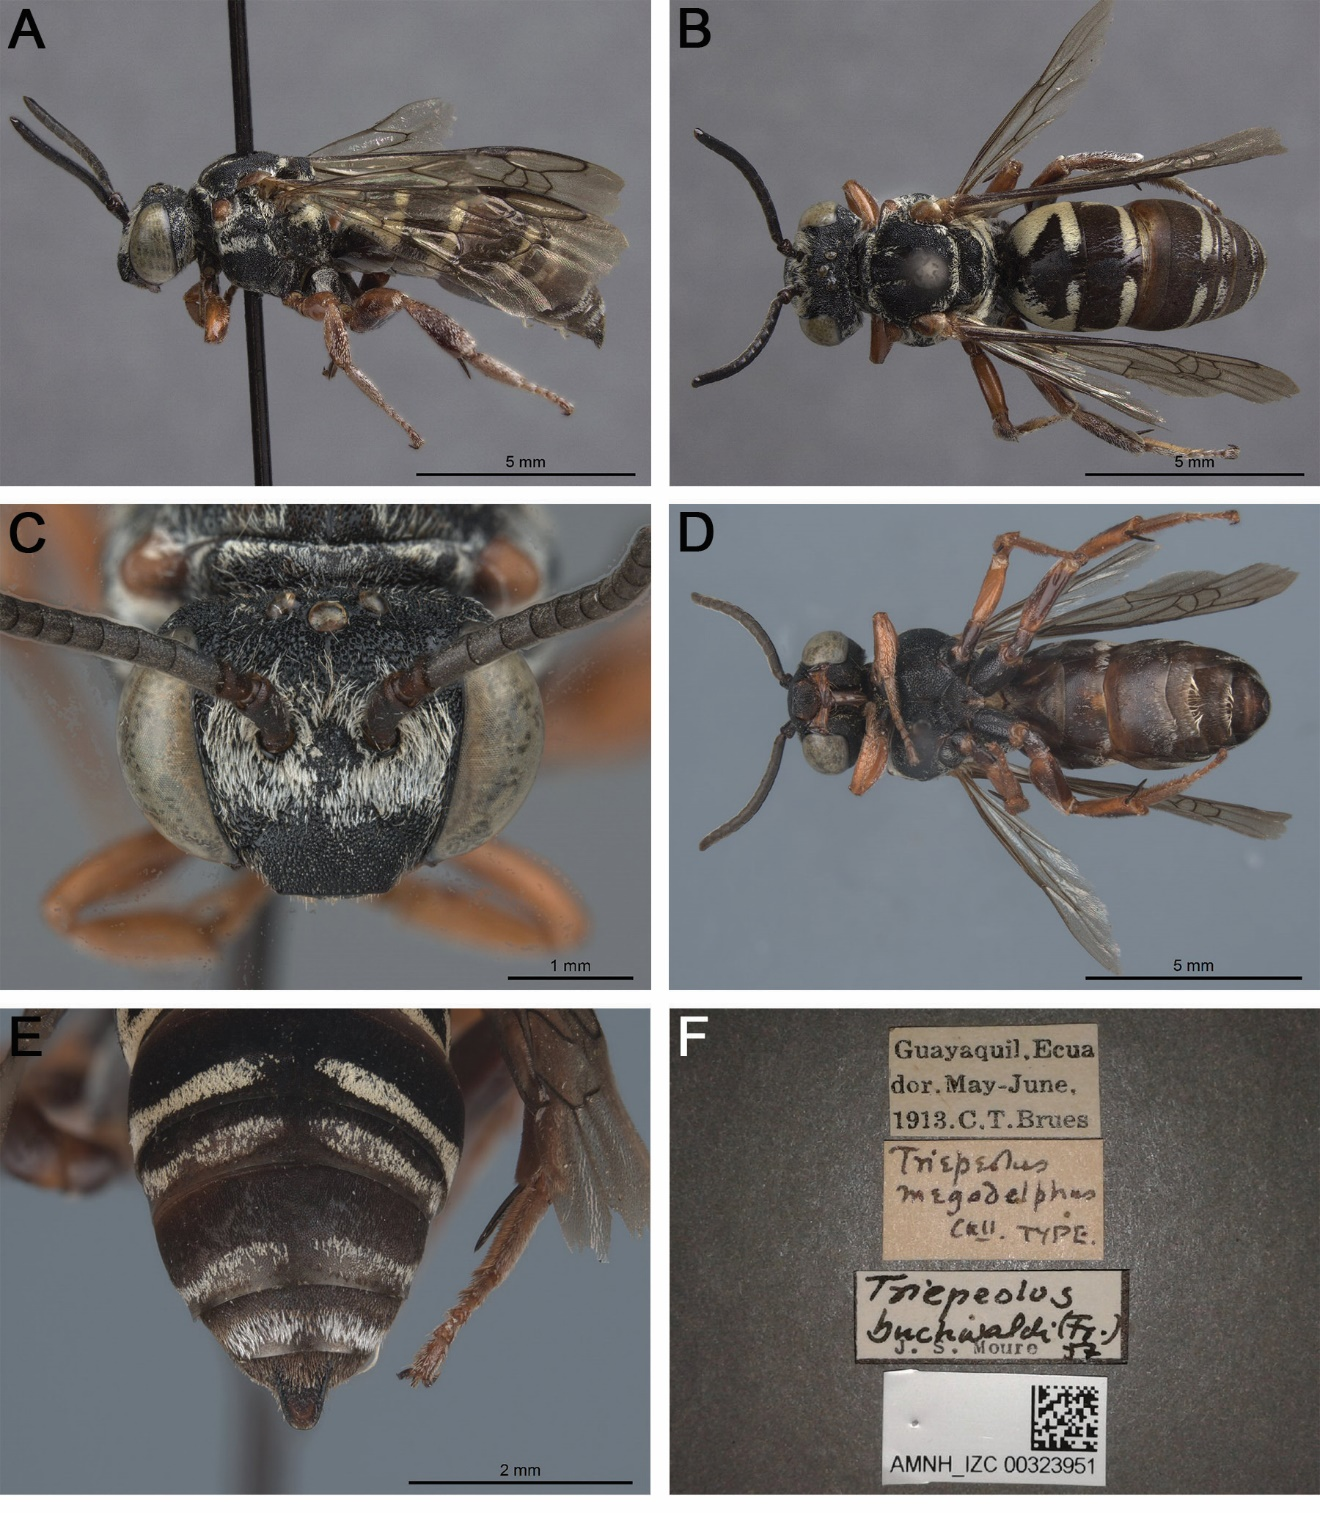 A
5 mm
B
5 mm
C
1 mm
D
5 mm
E
2 mm
F
Guayaquil, Ecua
dor. May-June,
1913. C. T. Brues
Triepeolus
megadelphus
Ckll. TYPE.
Triepeolus
buchwaldi (Fr.)
J. S. Moure 57
AMNH_IZC 00323951